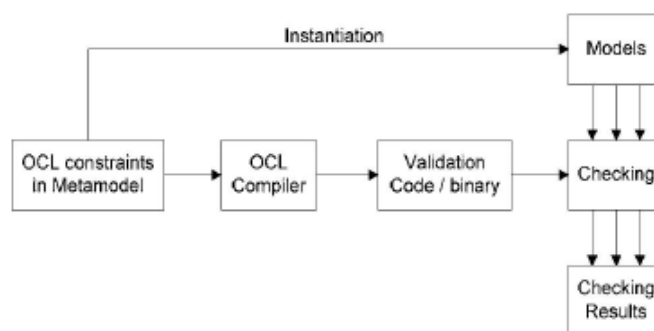 Instantiation
Models
OCL constraints
in Metamodel
OCL
Compiler
Validation
Code / binary
Checking
Checking
Results